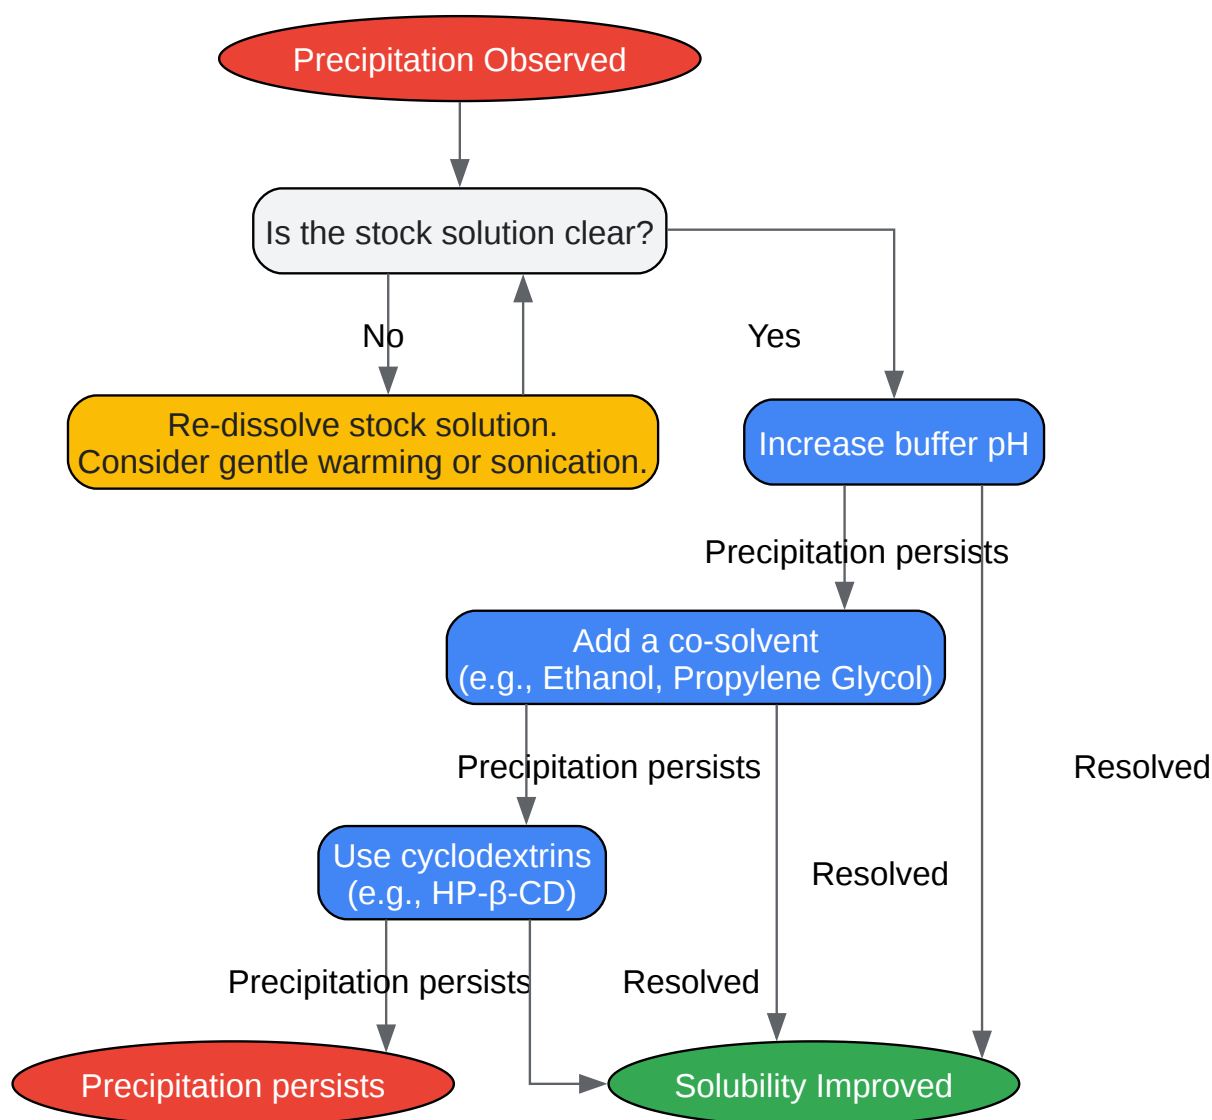 Precipitation Observed
Is the stock solution clear?
No
Yes
Re-dissolve stock solution.
Consider gentle warming or sonication.
Increase buffer pH
Precipitation persists
Add a co-solvent
(e.g., Ethanol, Propylene Glycol)
Precipitation persists
Resolved
Use cyclodextrins
(e.g., HP-β-CD)
Resolved
Precipitation persists
Resolved
Precipitation persists
Solubility Improved